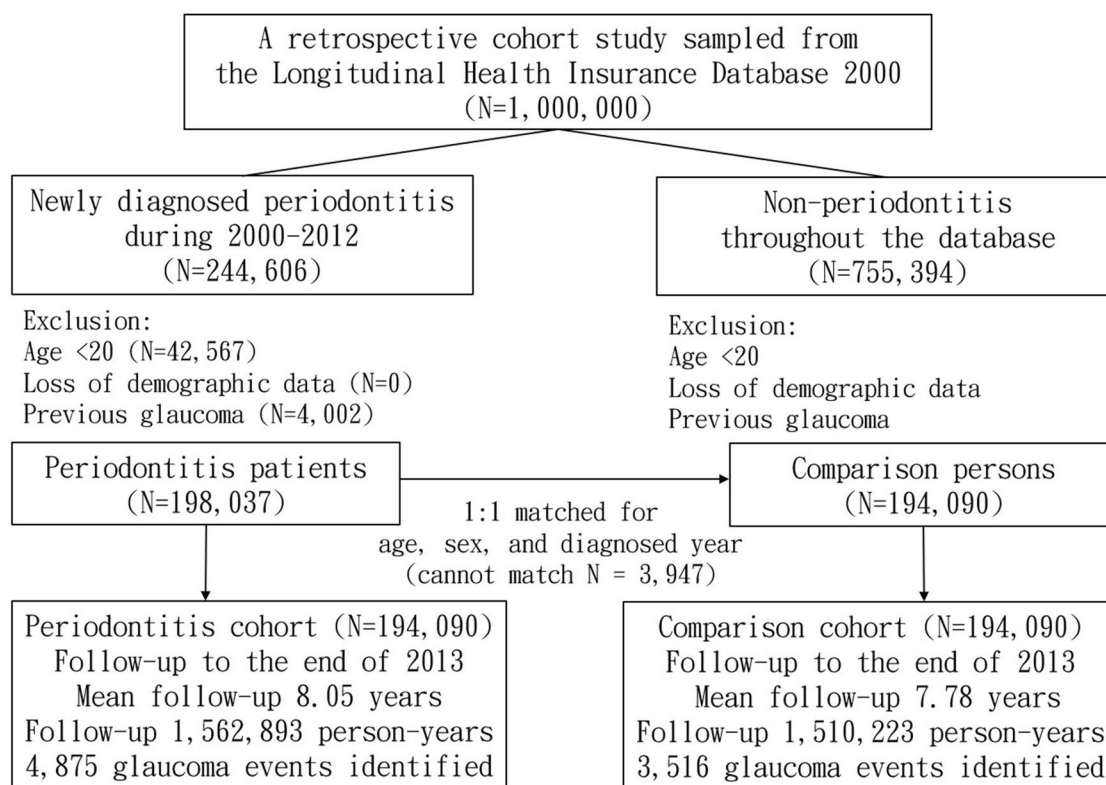 A retrospective cohort study sampled from
the Longitudinal Health Insurance Database 2000
(N=1,000,000)
Newly diagnosed periodontitis
during 2000-2012
(N=244,606)
Non-periodontitis
throughout the database
(N=755,394)
Exclusion:
Age <20 (N=42,567)
Loss of demographic data (N=0)
Previous glaucoma (N=4,002)
Exclusion:
Age <20
Loss of demographic data
Previous glaucoma
Periodontitis patients
(N=198,037)
1:1 matched for
age, sex, and diagnosed year
(cannot match N = 3,947)
Comparison persons
(N=194,090)
Periodontitis cohort (N=194,090)
Follow-up to the end of 2013
Mean follow-up 8.05 years
Follow-up 1,562,893 person-years
4,875 glaucoma events identified
Comparison cohort (N=194,090)
Follow-up to the end of 2013
Mean follow-up 7.78 years
Follow-up 1,510,223 person-years
3,516 glaucoma events identified